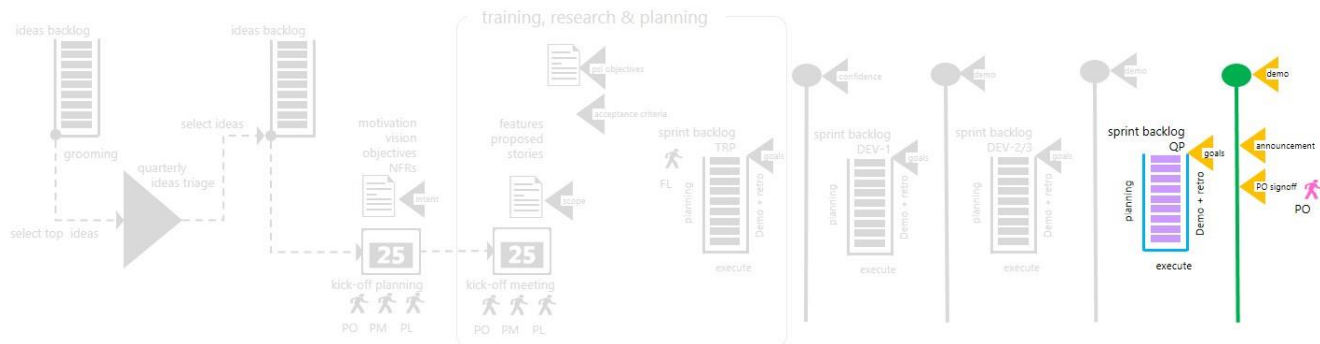 training, research & planning
ideas backlog
ideas backlog
select ideas
grooming
quarterly
ideas triage
select top ideas
motivation
vision
objectives
NFRs
intent
25
kick-off planning
PO PM PL
psi objectives
acceptance criteria
features
proposed
stories
scope
25
kick-off meeting
PO PM PL
FL
sprint backlog
TRP
goals
planning
Demo + retro
execute
confidence
sprint backlog
DEV-1
goals
planning
Demo + retro
execute
demo
sprint backlog
DEV-2/3
goals
planning
Demo + retro
execute
demo
sprint backlog
QP
goals
planning
Demo + retro
execute
demo
announcement
PO signoff
PO